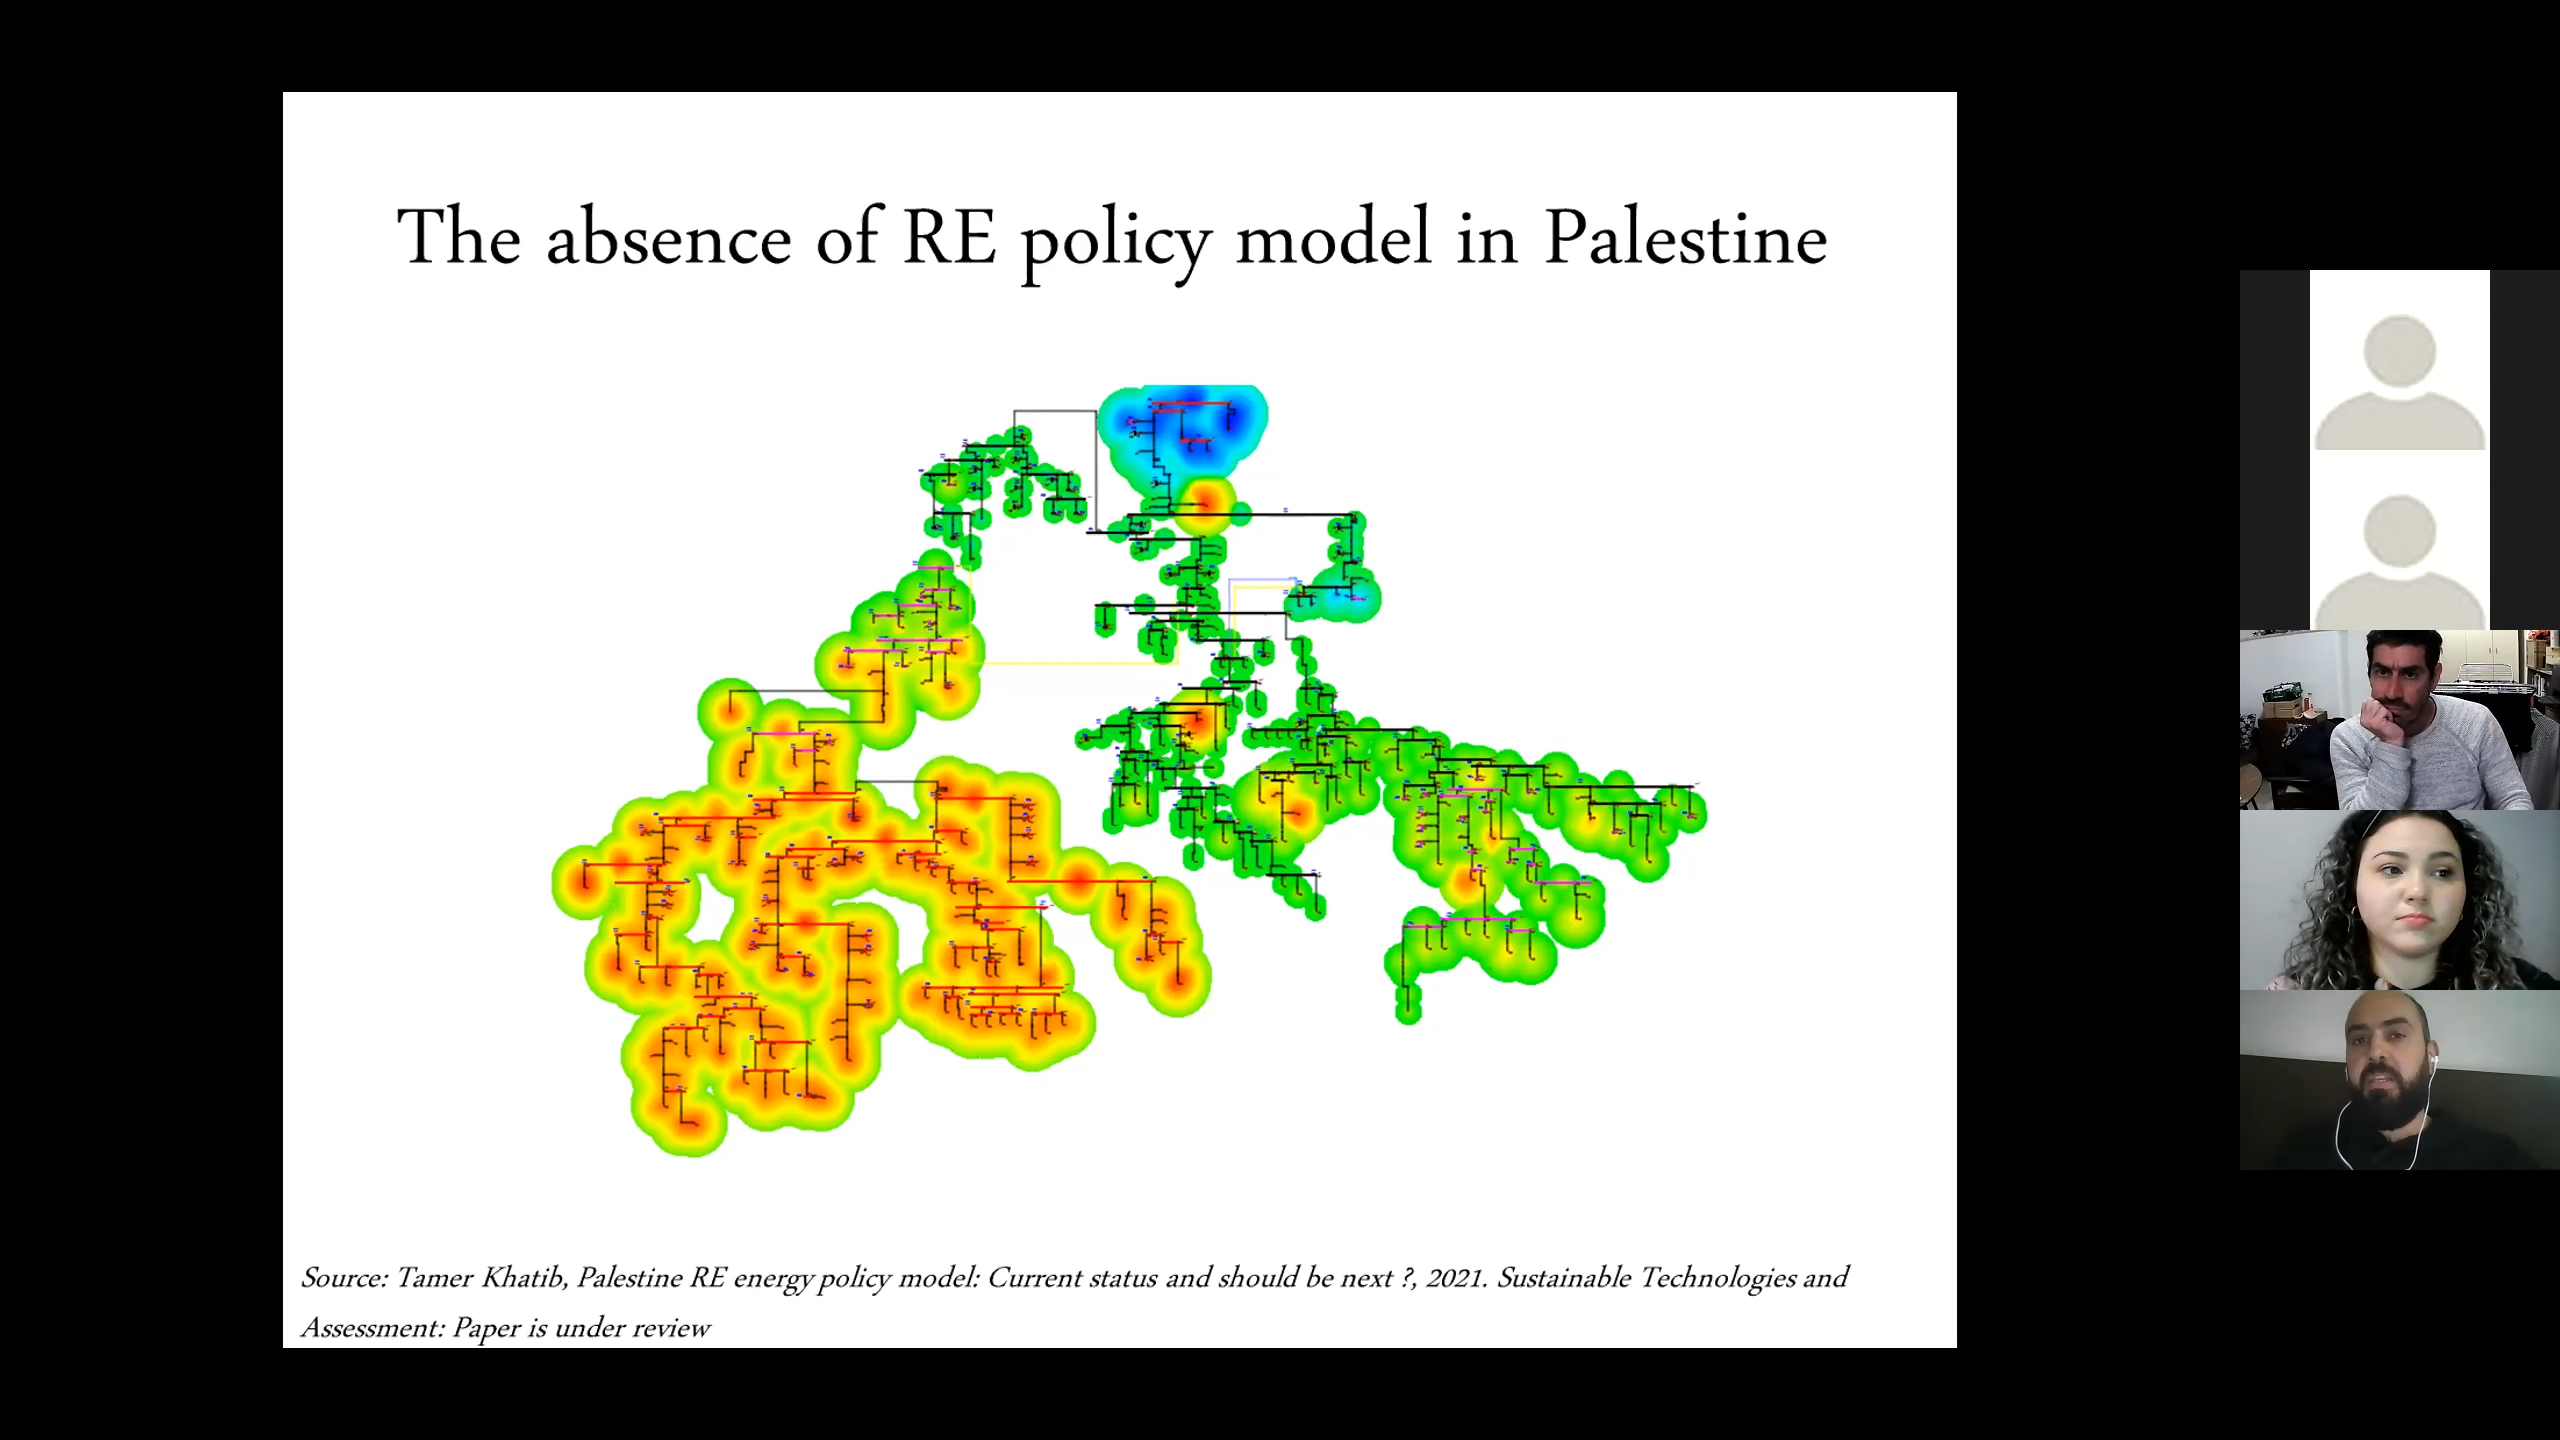 The absence of RE policy model in Palestine
Source: Tamer Khatib, Palestine RE energy policy model: Current status and should be next ?, 2021. Sustainable Technologies and
Assessment: Paper is under review